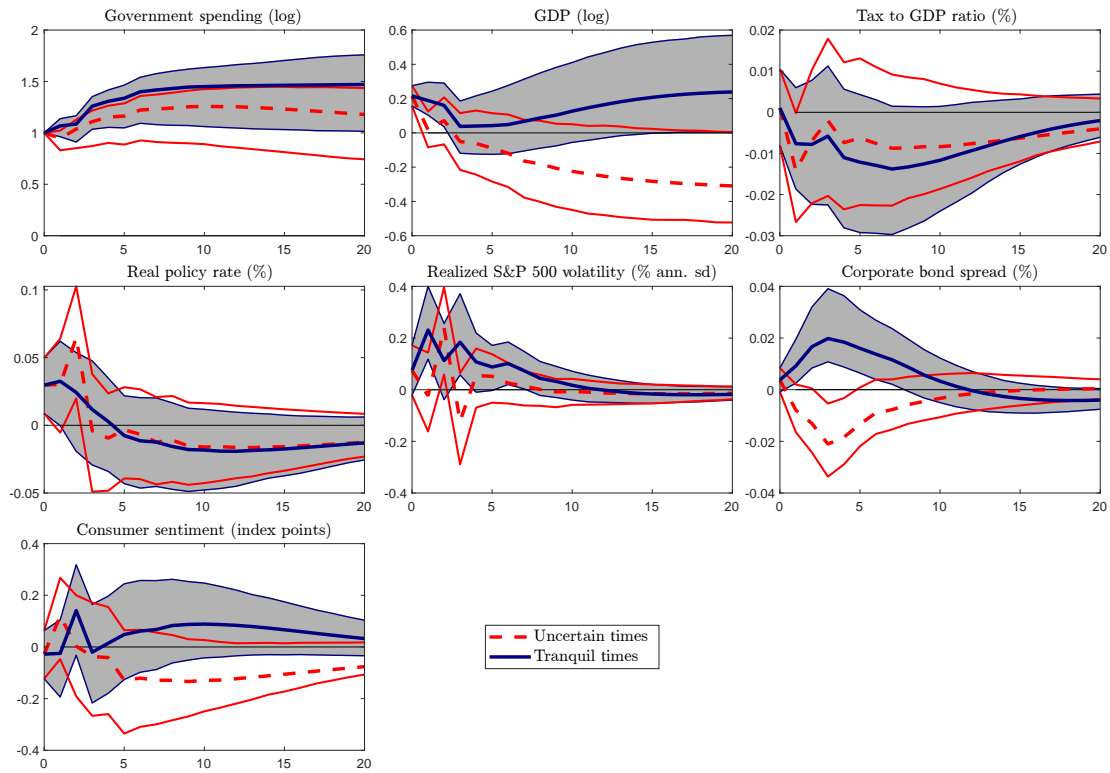 Government spending (log)
2
1.5
1
0.5
0
0 5 10 15 20
GDP (log)
0.6
0.4
0.2
0
-0.2
-0.4
-0.6
0 5 10 15 20
Tax to GDP ratio (%)
0.02
0.01
0
-0.01
-0.02
-0.03
0 5 10 15 20
Real policy rate (%)
0.1
0.05
0
-0.05
0 5 10 15 20
Realized S&P 500 volatility (% ann. sd)
0.4
0.2
0
-0.2
-0.4
0 5 10 15 20
Corporate bond spread (%)
0.04
0.02
0
-0.02
-0.04
0 5 10 15 20
Consumer sentiment (index points)
0.4
0.2
0
-0.2
-0.4
0 5 10 15 20
Uncertain times
Tranquil times